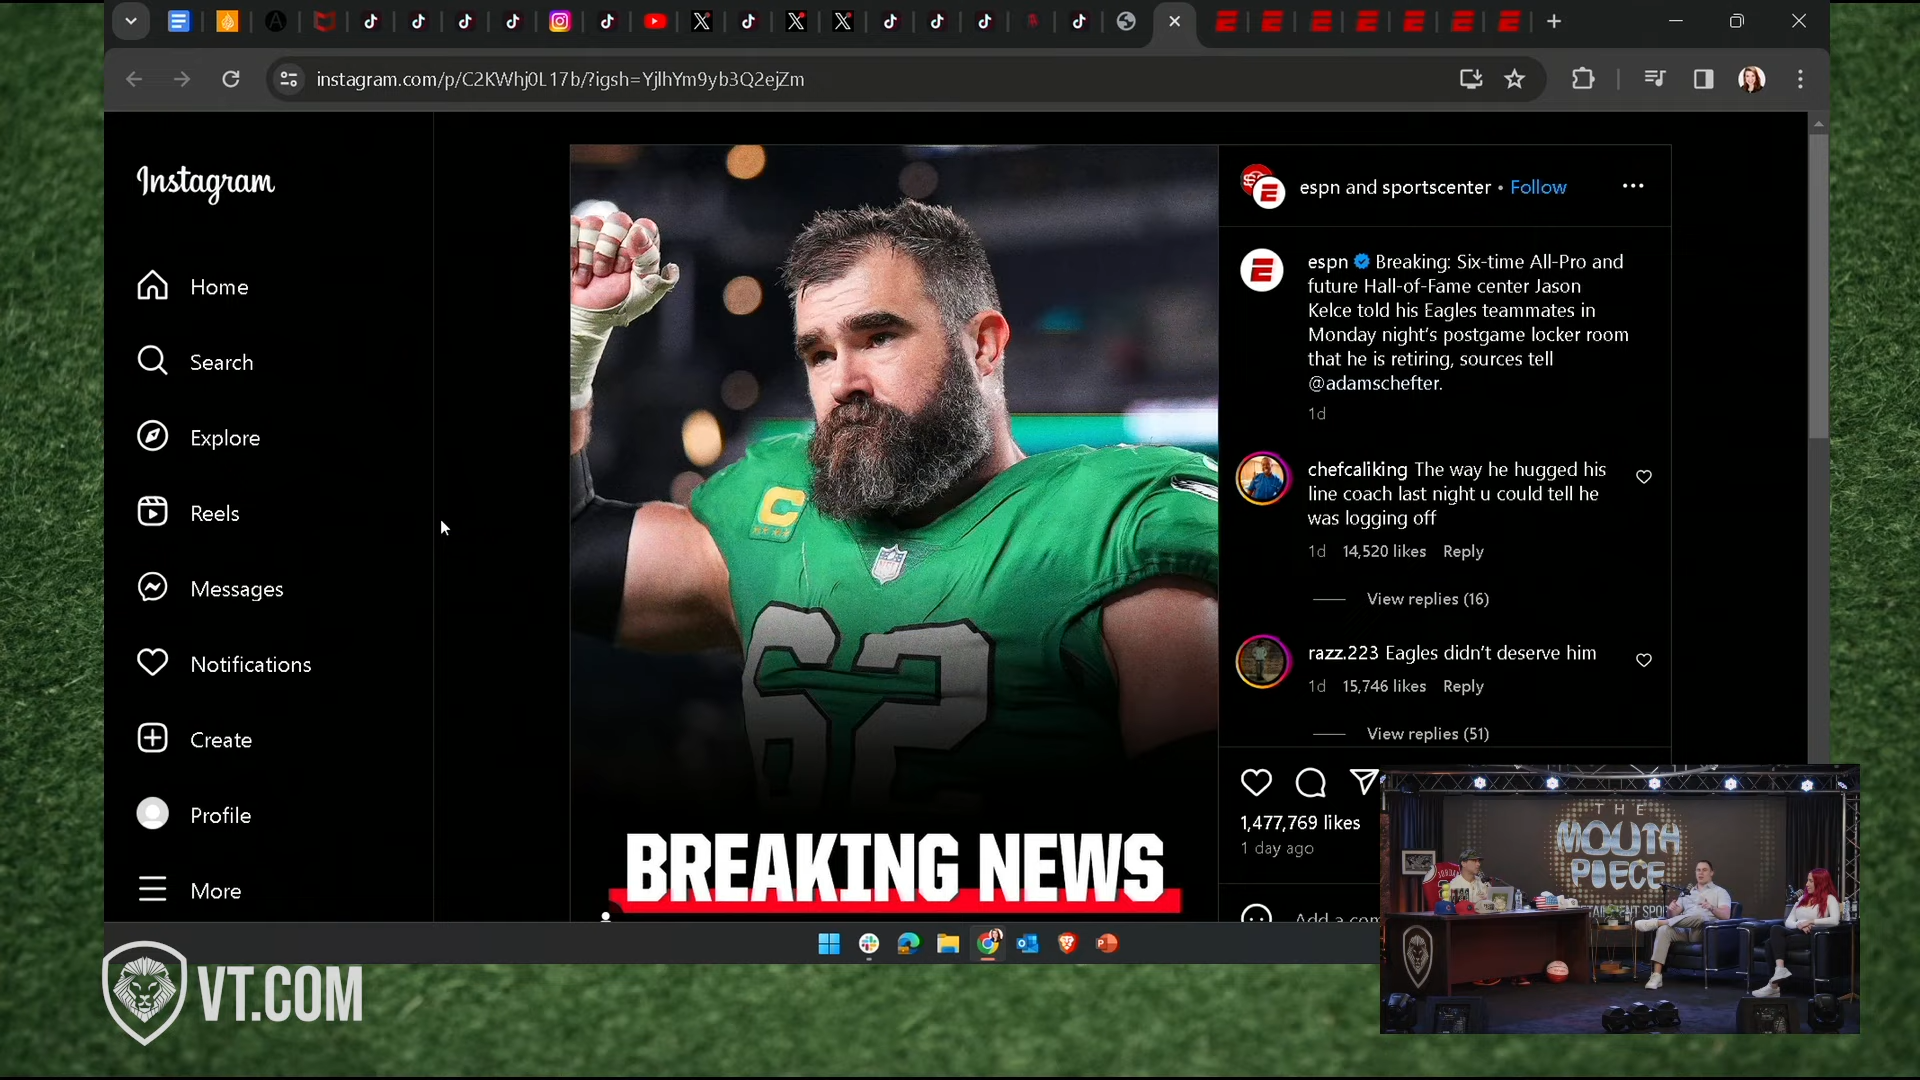 instagram.com/p/C2KWhj0L17b/?igsh=YjlhYm9yb3Q2ejZm
Instagram
Home
Search
Explore
Reels
Messages
Notifications
Create
Profile
More
C
62
BREAKING NEWS
espn and sportscenter • Follow
espn Breaking: Six-time All-Pro and
future Hall-of-Fame center Jason
Kelce told his Eagles teammates in
Monday night’s postgame locker room
that he is retiring, sources tell
@adamschefter.
1d
chefcaliking The way he hugged his
line coach last night u could tell he
was logging off
1d 14,520 likes Reply
View replies (16)
razz.223 Eagles didn’t deserve him
1d 15,746 likes Reply
View replies (51)
1,477,769 likes
1 day ago
Add a com
THE
MOUTH
PIECE
VT.COM